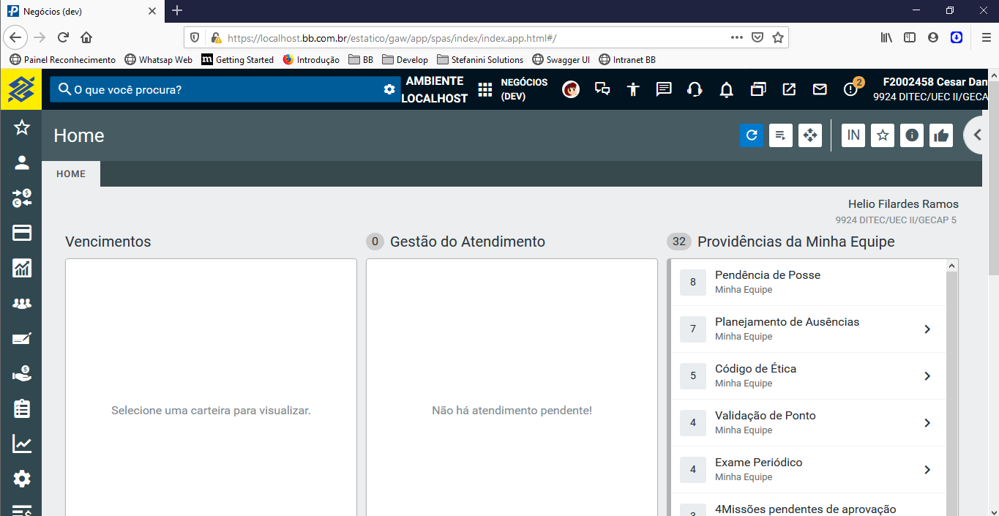 Negócios (dev)
https://localhost.bb.com.br/estatico/gaw/app/spas/index/index.app.html#/
Painel Reconhecimento
Whatsap Web
m Getting Started
Introdução
BB
Develop
Stefanini Solutions
Swagger UI
Intranet BB
O que você procura?
AMBIENTE
LOCALHOST
NEGÓCIOS
(DEV)
2
F2002458 Cesar Dan
9924 DITEC/UEC II/GECA
Home
IN
HOME
Helio Filardes Ramos
9924 DITEC/UEC II/GECAP 5
Vencimentos
Selecione uma carteira para visualizar.
0 Gestão do Atendimento
Não há atendimento pendente!
32 Providências da Minha Equipe
8 Pendência de Posse
Minha Equipe
7 Planejamento de Ausências
Minha Equipe
5 Código de Ética
Minha Equipe
4 Validação de Ponto
Minha Equipe
4 Exame Periódico
Minha Equipe
4Missões pendentes de aprovação